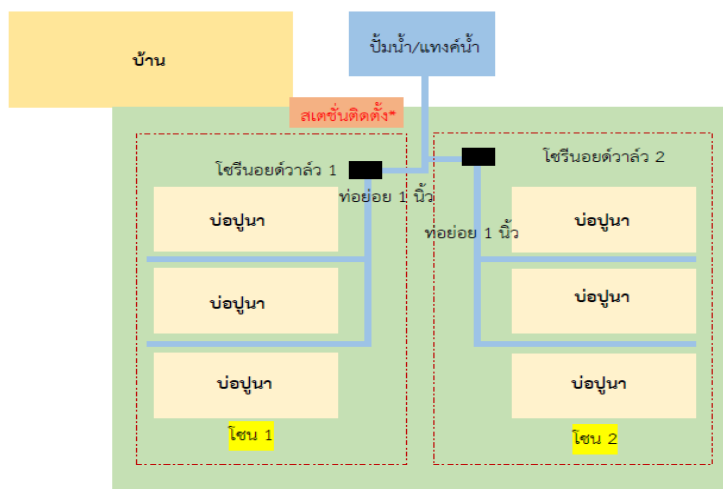 บ้าน
ปั้มน้ำ/แทงค์น้ำ
สเตชั่นติดตั้ง*
โซรีนอยด์วาล์ว 1
โซรีนอยด์วาล์ว 2
ท่อย่อย 1 นิ้ว
ท่อย่อย 1 นิ้ว
บ่อปูนา
บ่อปูนา
บ่อปูนา
บ่อปูนา
บ่อปูนา
บ่อปูนา
โซน 1
โซน 2